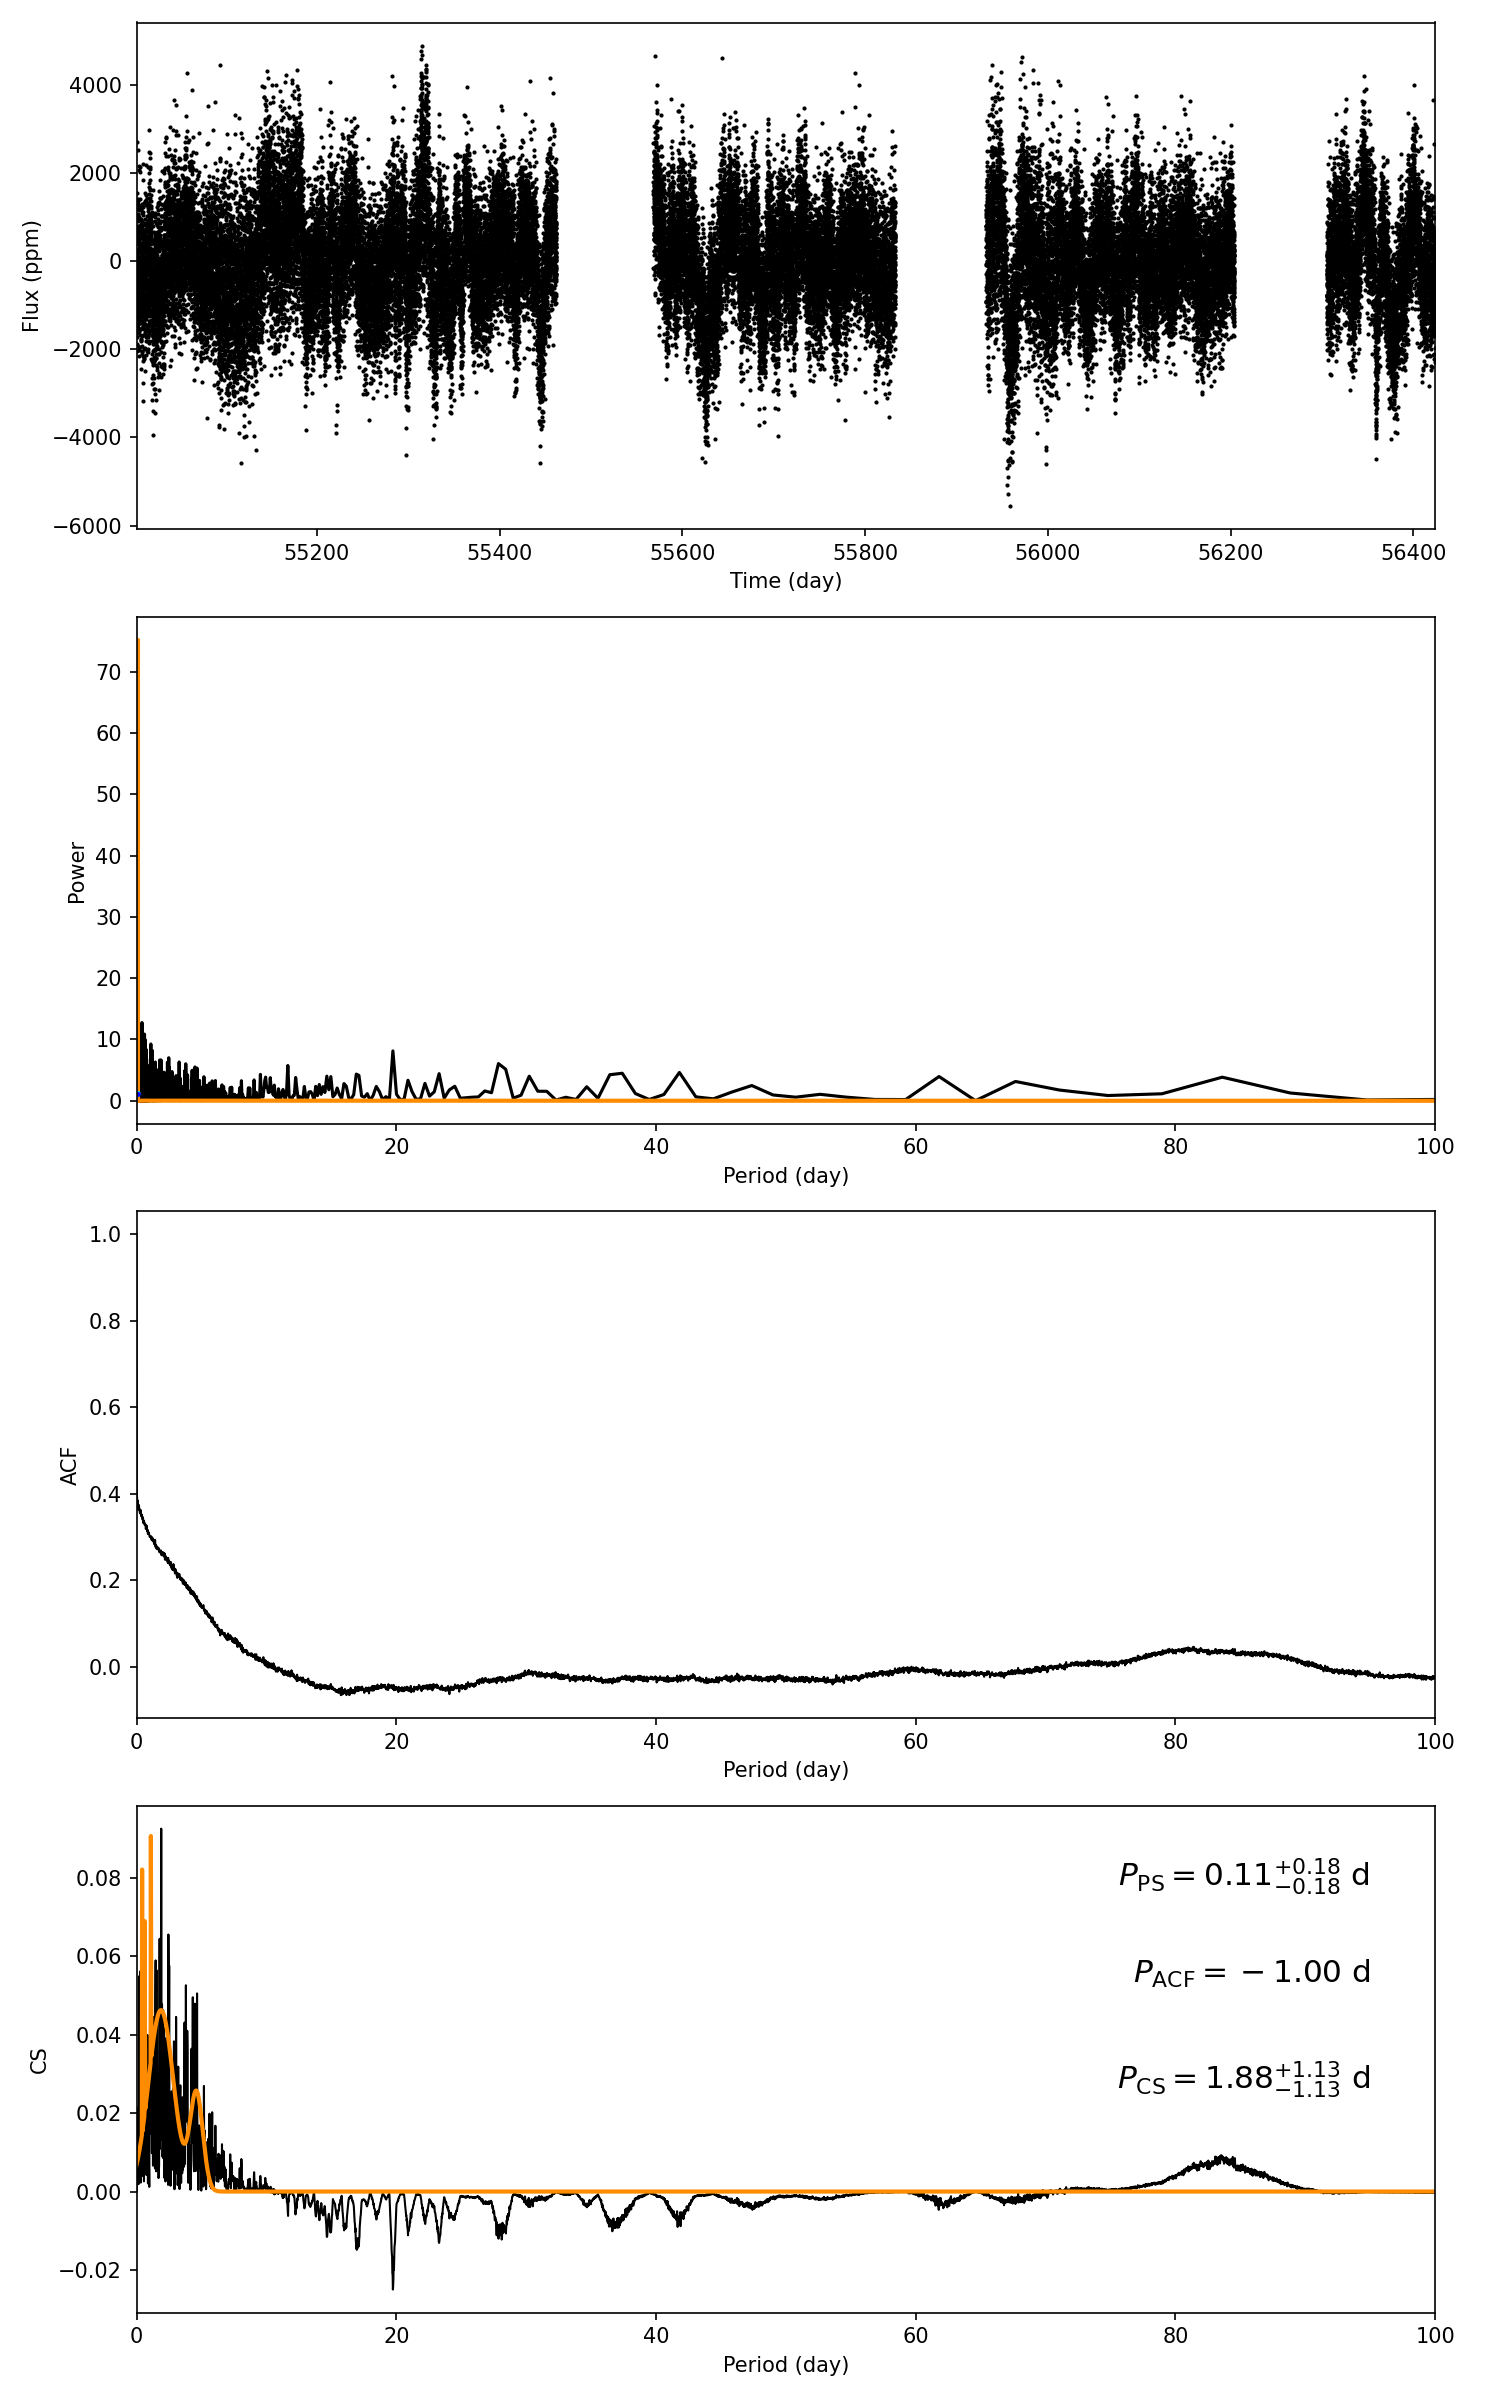 4000
2000
0
−2000
−4000
−6000
Flux (ppm)
55200 55400 55600 55800 56000 56200 56400
Time (day)
70
60
50
40
30
20
10
0
Power
0 20 40 60 80 100
Period (day)
1.0
0.8
0.6
0.4
0.2
0.0
ACF
0 20 40 60 80 100
Period (day)
0.08
0.06
0.04
0.02
0.00
−0.02
CS
P_PS = 0.11^{+0.18}_{−0.18} d
P_ACF = −1.00 d
P_CS = 1.88^{+1.13}_{−1.13} d
0 20 40 60 80 100
Period (day)